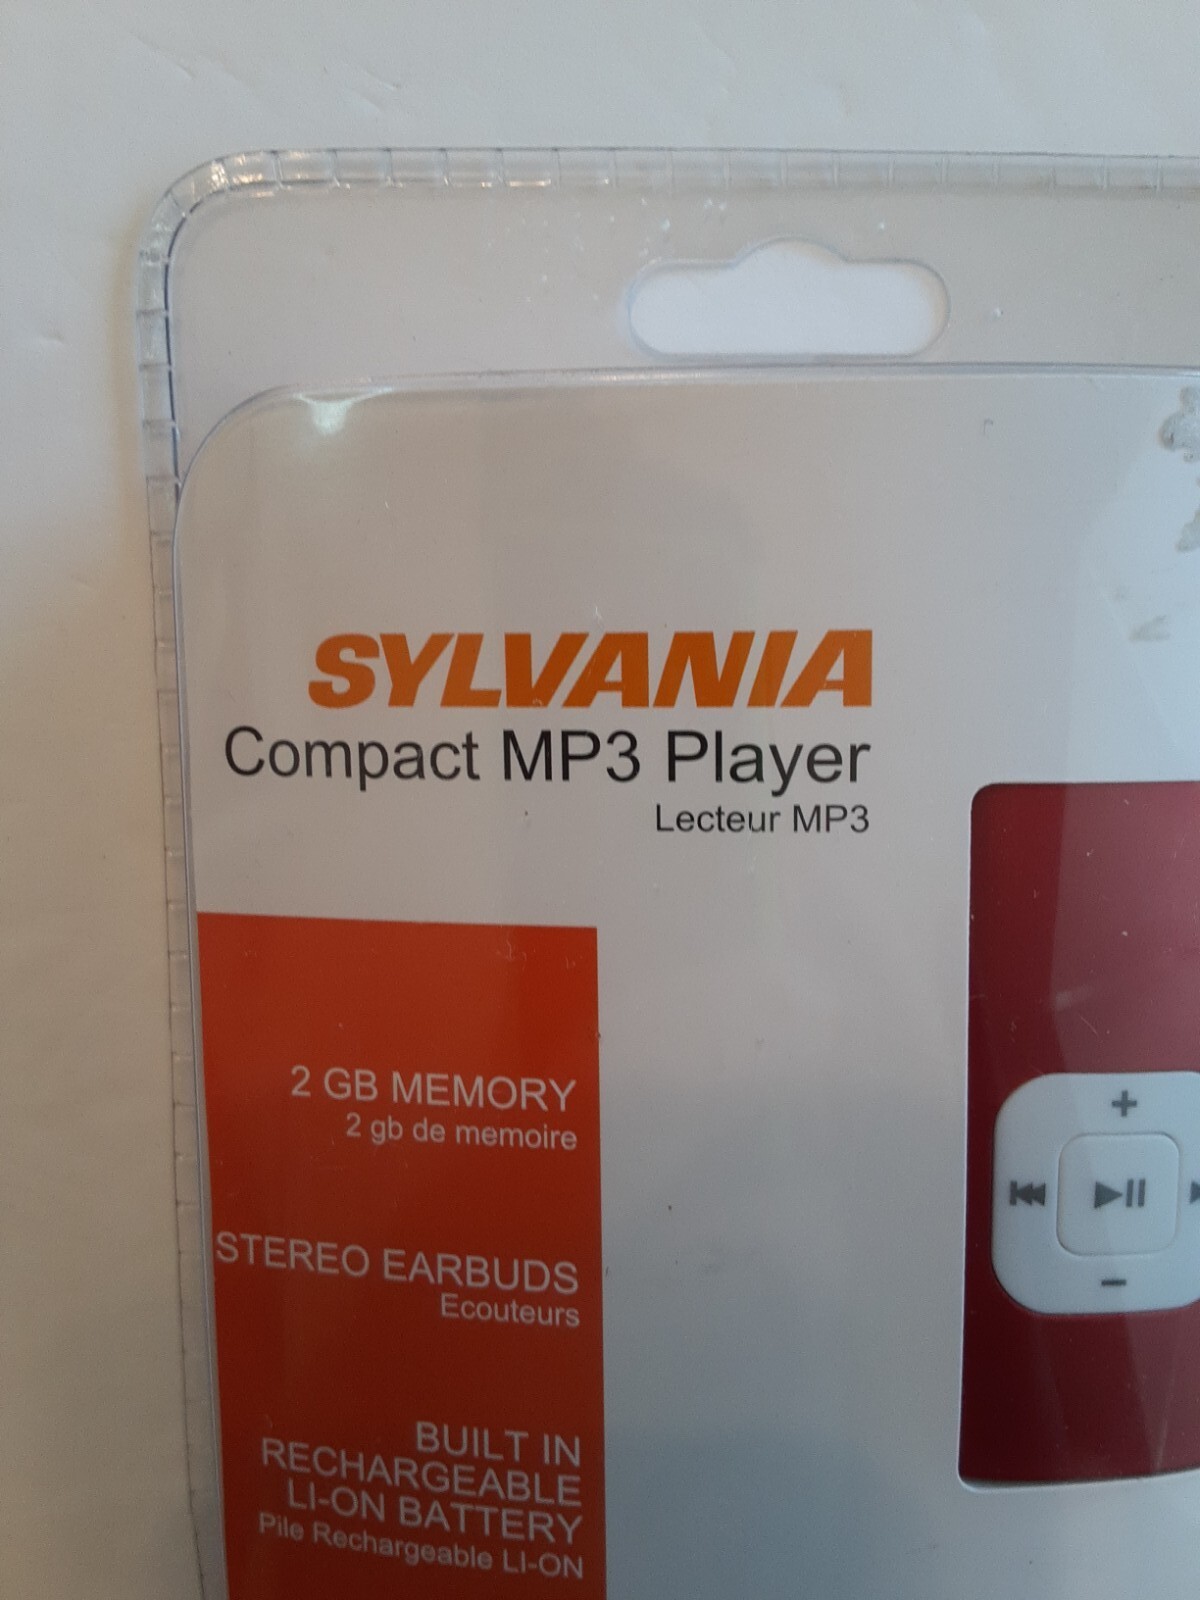 SYLVANIA
Compact MP3 Player
Lecteur MP3
2 GB MEMORY
2 gb de memoire
STEREO EARBUDS
Ecouteurs
BUILT IN
RECHARGEABLE
LI-ON BATTERY
Pile Rechargeable LI-ON